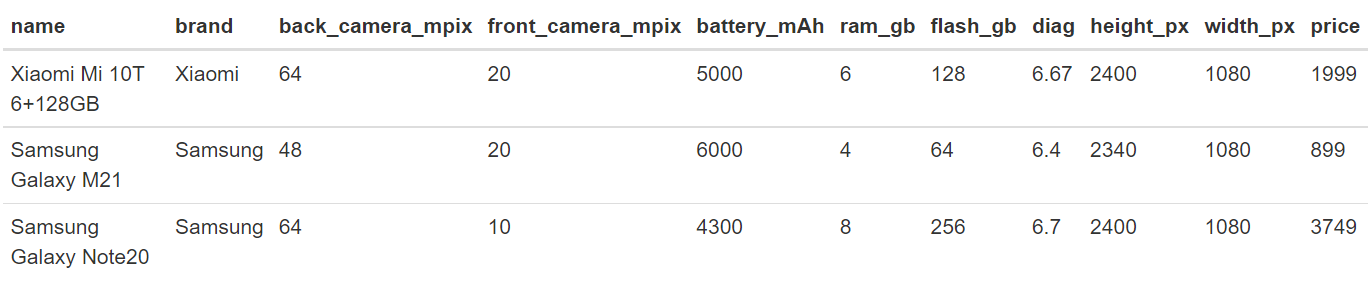 name brand back_camera_mpix front_camera_mpix battery_mAh ram_gb flash_gb diag height_px width_px price
Xiaomi Mi 10T Xiaomi 64 20 5000 6 128 6.67 2400 1080 1999
6+128GB
Samsung Samsung 48 20 6000 4 64 6.4 2340 1080 899
Galaxy M21
Samsung Samsung 64 10 4300 8 256 6.7 2400 1080 3749
Galaxy Note20